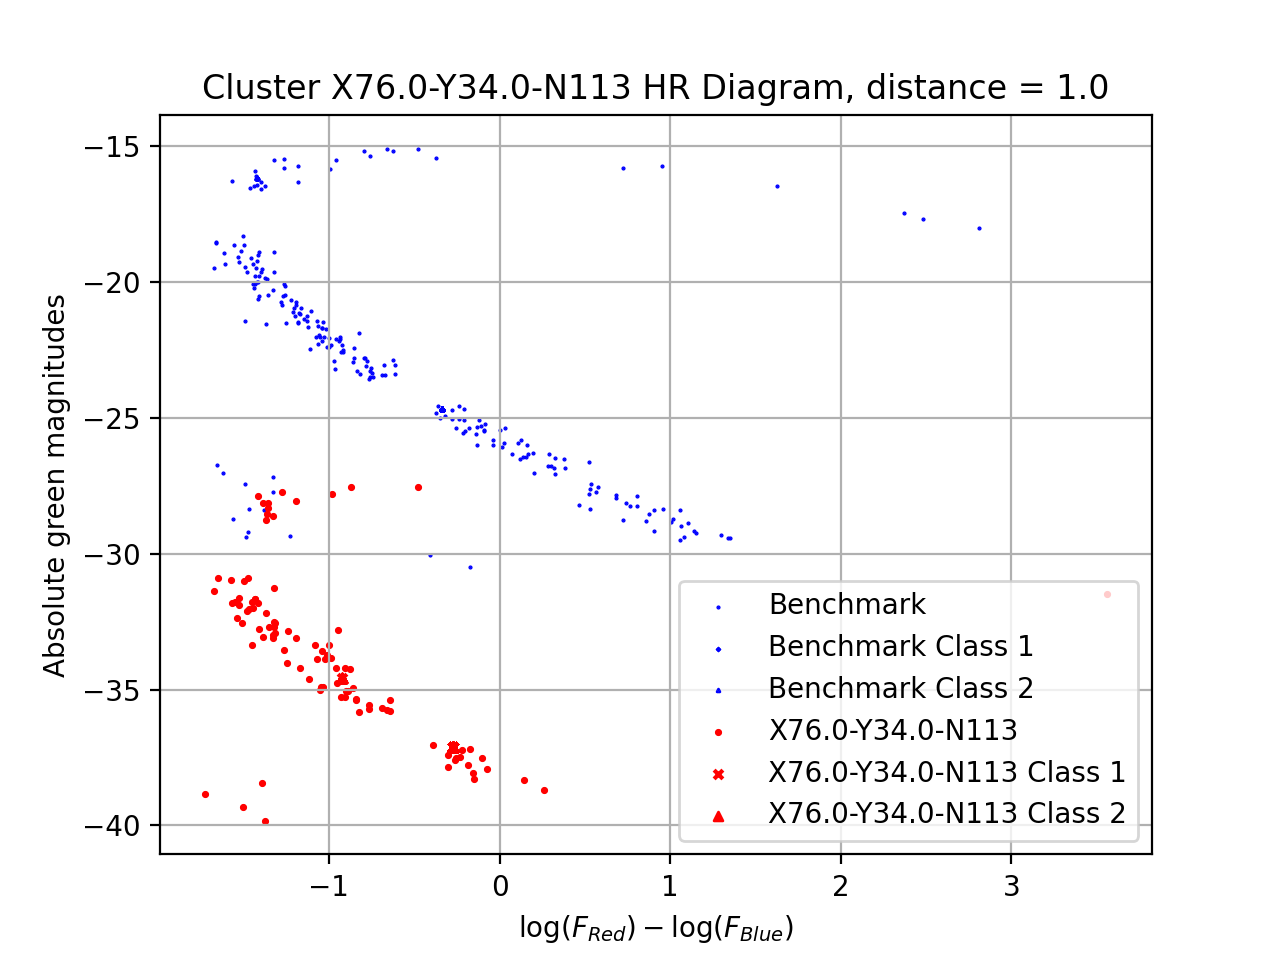 Cluster X76.0-Y34.0-N113 HR Diagram, distance = 1.0
Absolute green magnitudes
−15
−20
−25
−30
−35
−40
Benchmark
Benchmark Class 1
Benchmark Class 2
X76.0-Y34.0-N113
X76.0-Y34.0-N113 Class 1
X76.0-Y34.0-N113 Class 2
−1 0 1 2 3
log(F_Red) − log(F_Blue)